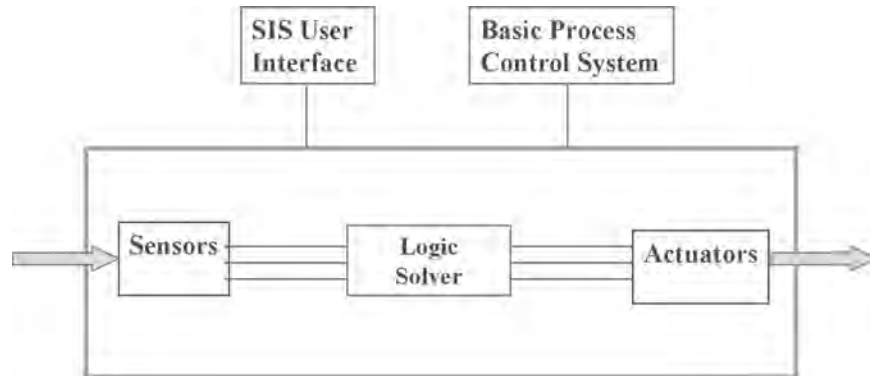 SIS User
Interface
Basic Process
Control System
Sensors
Logic
Solver
Actuators